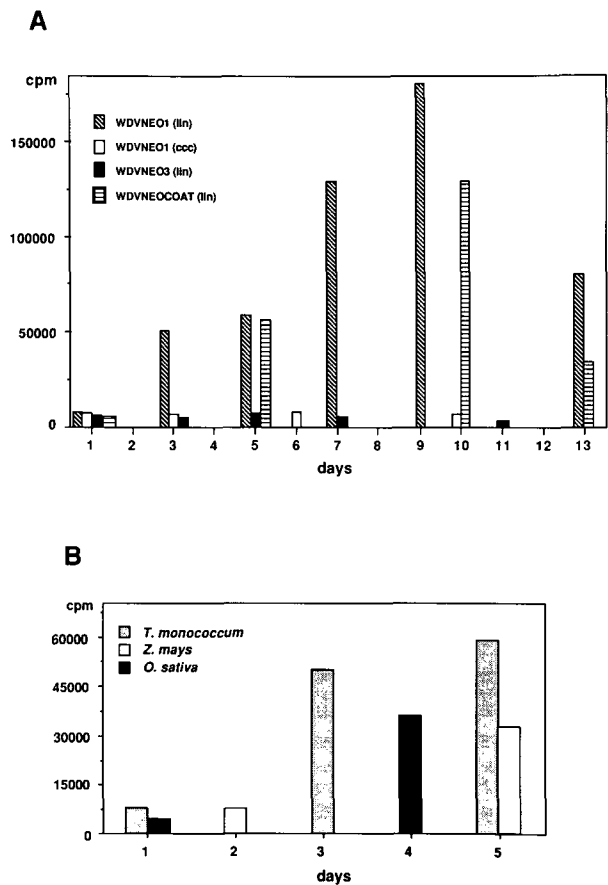 A
cpm
WDVNEO1 (lin)
WDVNEO1 (ccc)
WDVNEO3 (lin)
WDVNEOCOAT (lin)
150000
100000
50000
0
1 2 3 4 5 6 7 8 9 10 11 12 13
days
B
cpm
T. monococcum
Z. mays
O. sativa
60000
45000
30000
15000
0
1 2 3 4 5
days